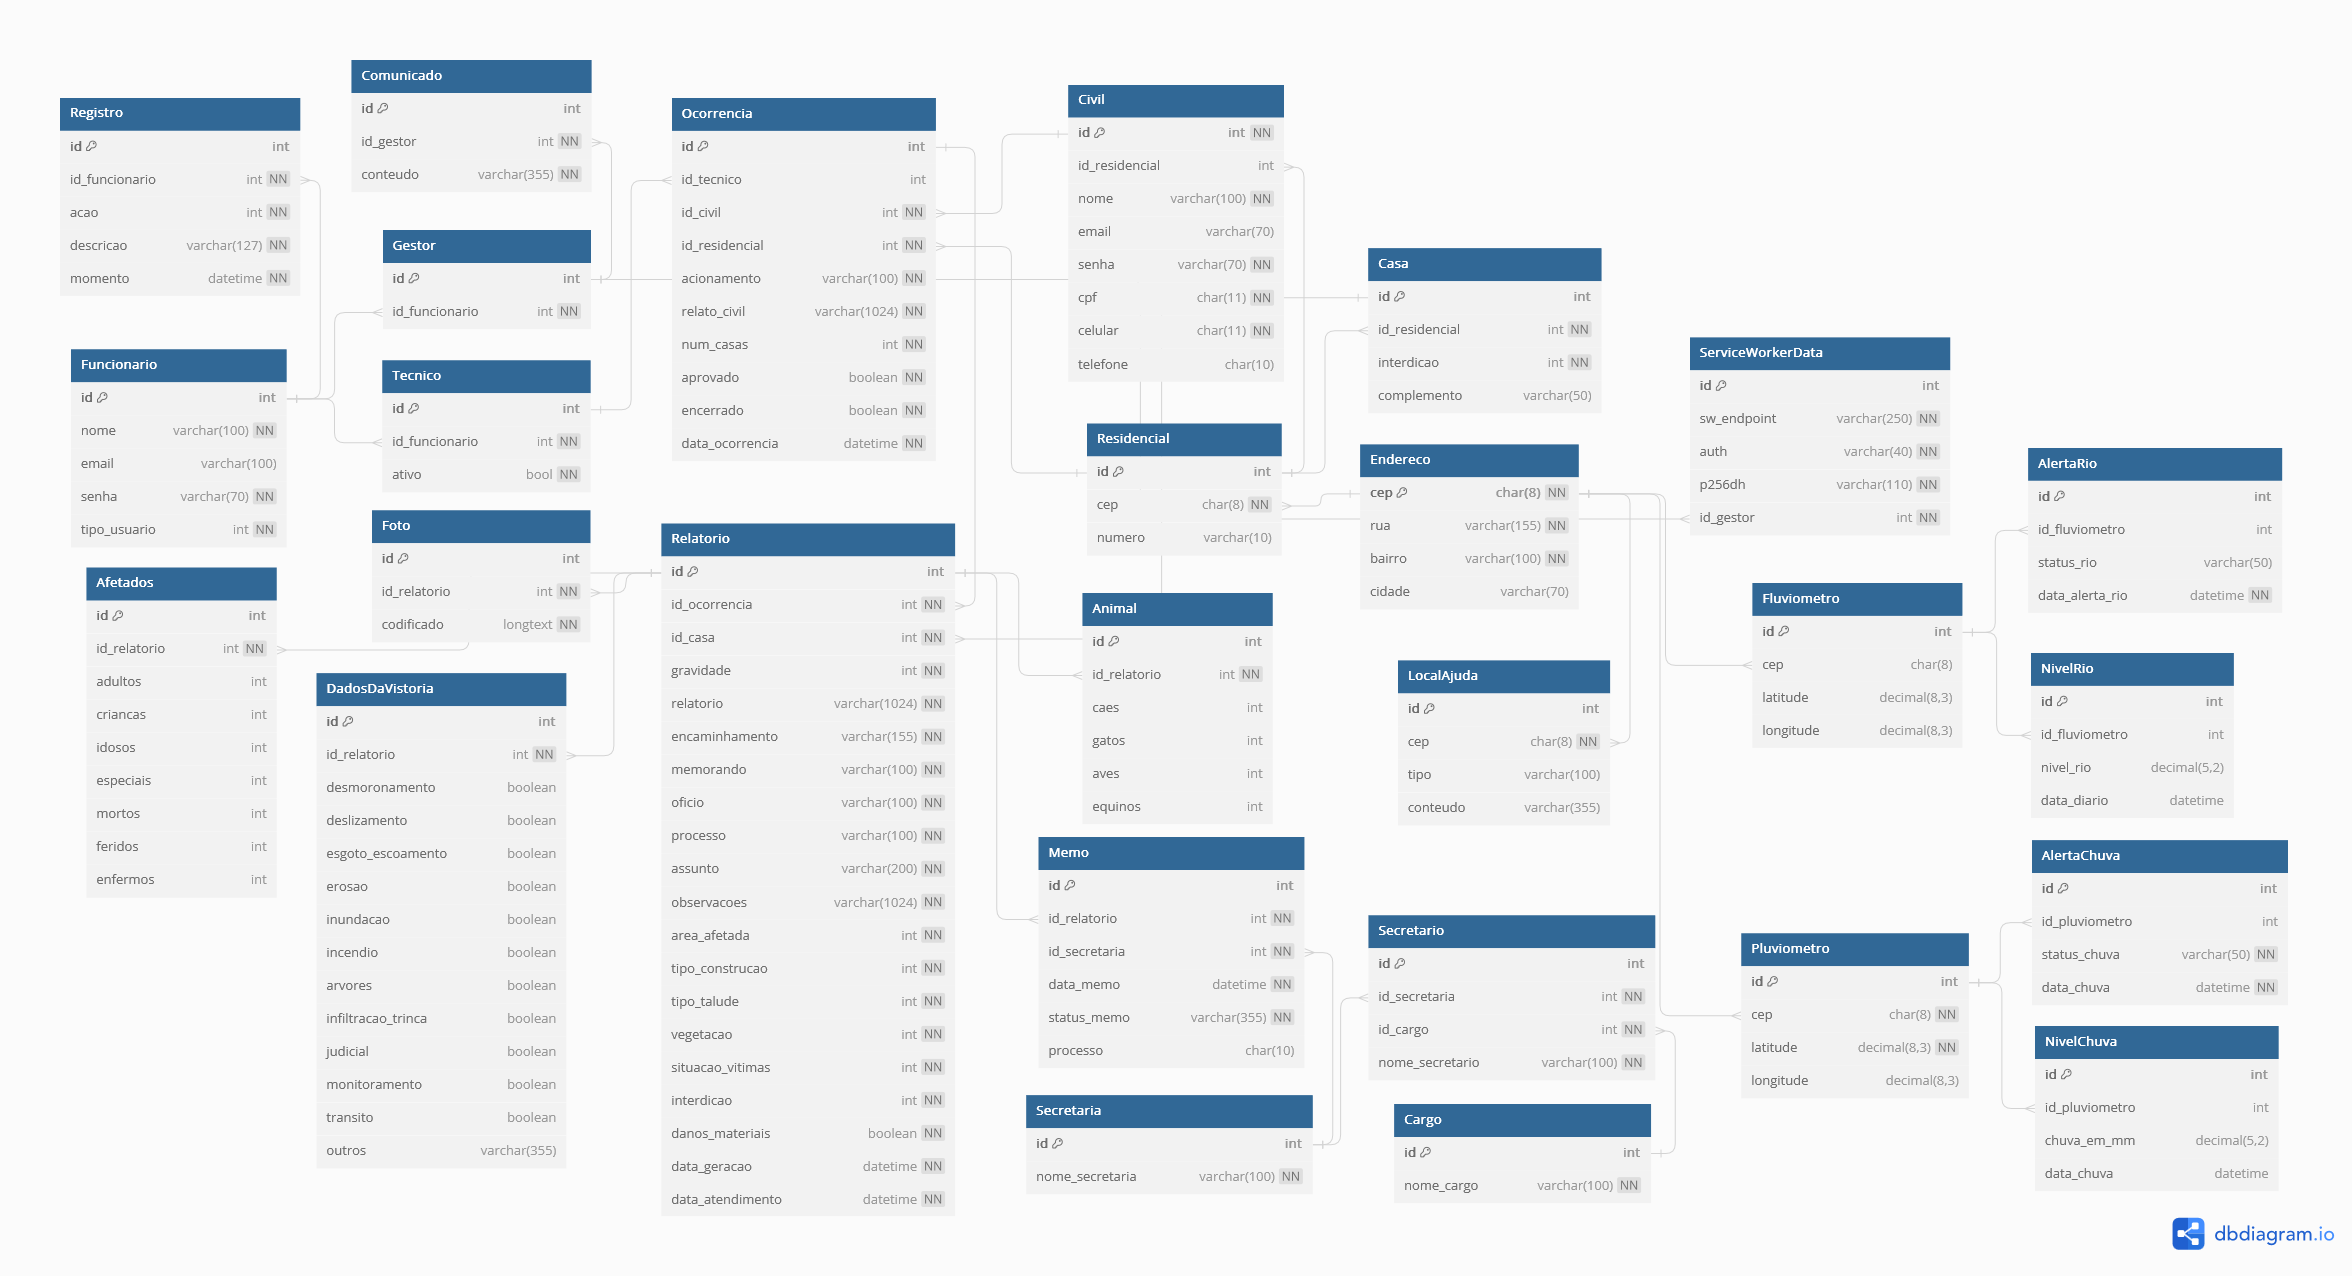 Comunicado
id int
id_gestor int NN
conteudo varchar(355) NN
Registro
id int
id_funcionario int NN
acao int NN
descricao varchar(127) NN
momento datetime NN
Gestor
id int
id_funcionario int NN
Funcionario
id int
nome varchar(100) NN
email varchar(100)
senha varchar(70) NN
tipo_usuario int NN
Tecnico
id int
id_funcionario int NN
ativo bool NN
Foto
id int
id_relatorio int NN
codificado longtext NN
Afetados
id int
id_relatorio int NN
adultos int
criancas int
idosos int
especiais int
mortos int
feridos int
enfermos int
DadosDaVistoria
id int
id_relatorio int NN
desmoronamento boolean
deslizamento boolean
esgoto_escoamento boolean
erosao boolean
inundacao boolean
incendio boolean
arvores boolean
infiltracao_trinca boolean
judicial boolean
monitoramento boolean
transito boolean
outros varchar(355)
Ocorrencia
id int
id_tecnico int
id_civil int NN
id_residencial int NN
acionamento varchar(100) NN
relato_civil varchar(1024) NN
num_casas int NN
aprovado boolean NN
encerrado boolean NN
data_ocorrencia datetime NN
Relatorio
id int
id_ocorrencia int NN
id_casa int NN
gravidade int NN
relatorio varchar(1024) NN
encaminhamento varchar(155) NN
memorando varchar(100) NN
oficio varchar(100) NN
processo varchar(100) NN
assunto varchar(200) NN
observacoes varchar(1024) NN
area_afetada int NN
tipo_construcao int NN
tipo_talude int NN
vegetacao int NN
situacao_vitimas int NN
interdicao int NN
danos_materiais boolean NN
data_geracao datetime NN
data_atendimento datetime NN
Civil
id int NN
id_residencial int
nome varchar(100) NN
email varchar(70)
senha varchar(70) NN
cpf char(11) NN
celular char(11) NN
telefone char(10)
Residencial
id int
cep char(8) NN
numero varchar(10)
Animal
id int
id_relatorio int NN
caes int
gatos int
aves int
equinos int
Memo
id int
id_relatorio int NN
id_secretaria int NN
data_memo datetime NN
status_memo varchar(355) NN
processo char(10)
Secretaria
id int
nome_secretaria varchar(100) NN
Casa
id int
id_residencial int NN
interdicao int NN
complemento varchar(50)
Endereco
cep char(8) NN
rua varchar(155) NN
bairro varchar(100) NN
cidade varchar(70)
LocalAjuda
id int
cep char(8) NN
tipo varchar(100)
conteudo varchar(355)
Secretario
id int
id_secretaria int NN
id_cargo int NN
nome_secretario varchar(100) NN
Cargo
id int
nome_cargo varchar(100) NN
ServiceWorkerData
id int
sw_endpoint varchar(250) NN
auth varchar(40) NN
p256dh varchar(110) NN
id_gestor int NN
Fluviometro
id int
cep char(8)
latitude decimal(8,3)
longitude decimal(8,3)
Pluviometro
id int
cep char(8) NN
latitude decimal(8,3) NN
longitude decimal(8,3)
AlertaRio
id int
id_fluviometro int
status_rio varchar(50)
data_alerta_rio datetime NN
NivelRio
id int
id_fluviometro int
nivel_rio decimal(5,2)
data_diario datetime
AlertaChuva
id int
id_pluviometro int
status_chuva varchar(50) NN
data_chuva datetime NN
NivelChuva
id int
id_pluviometro int
chuva_em_mm decimal(5,2)
data_chuva datetime
dbdiagram.io